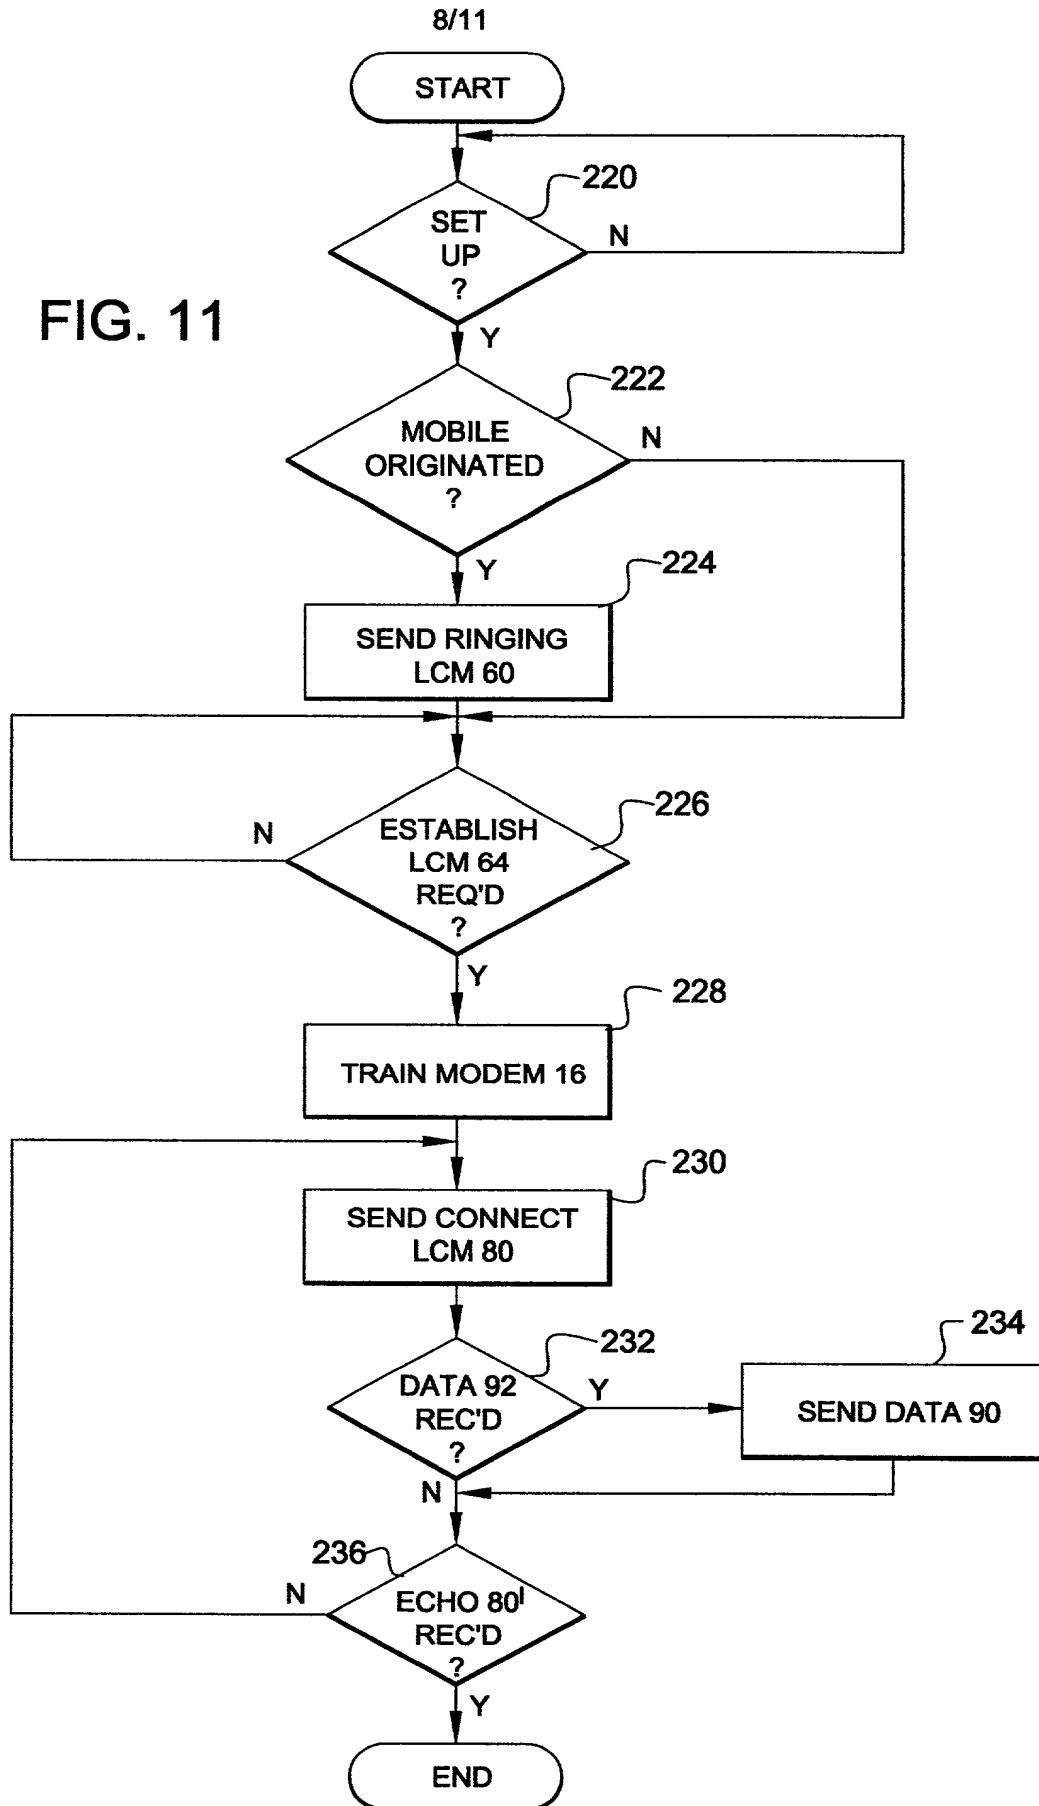 8/11
START
220
SET
UP
?
N
FIG. 11
Y
222
MOBILE
ORIGINATED
?
N
Y
224
SEND RINGING
LCM 60
226
ESTABLISH
LCM 64
REQ'D
?
N
Y
228
TRAIN MODEM 16
230
SEND CONNECT
LCM 80
232
DATA 92
REC'D
?
Y
234
SEND DATA 90
N
236
ECHO 80'
REC'D
?
N
Y
END